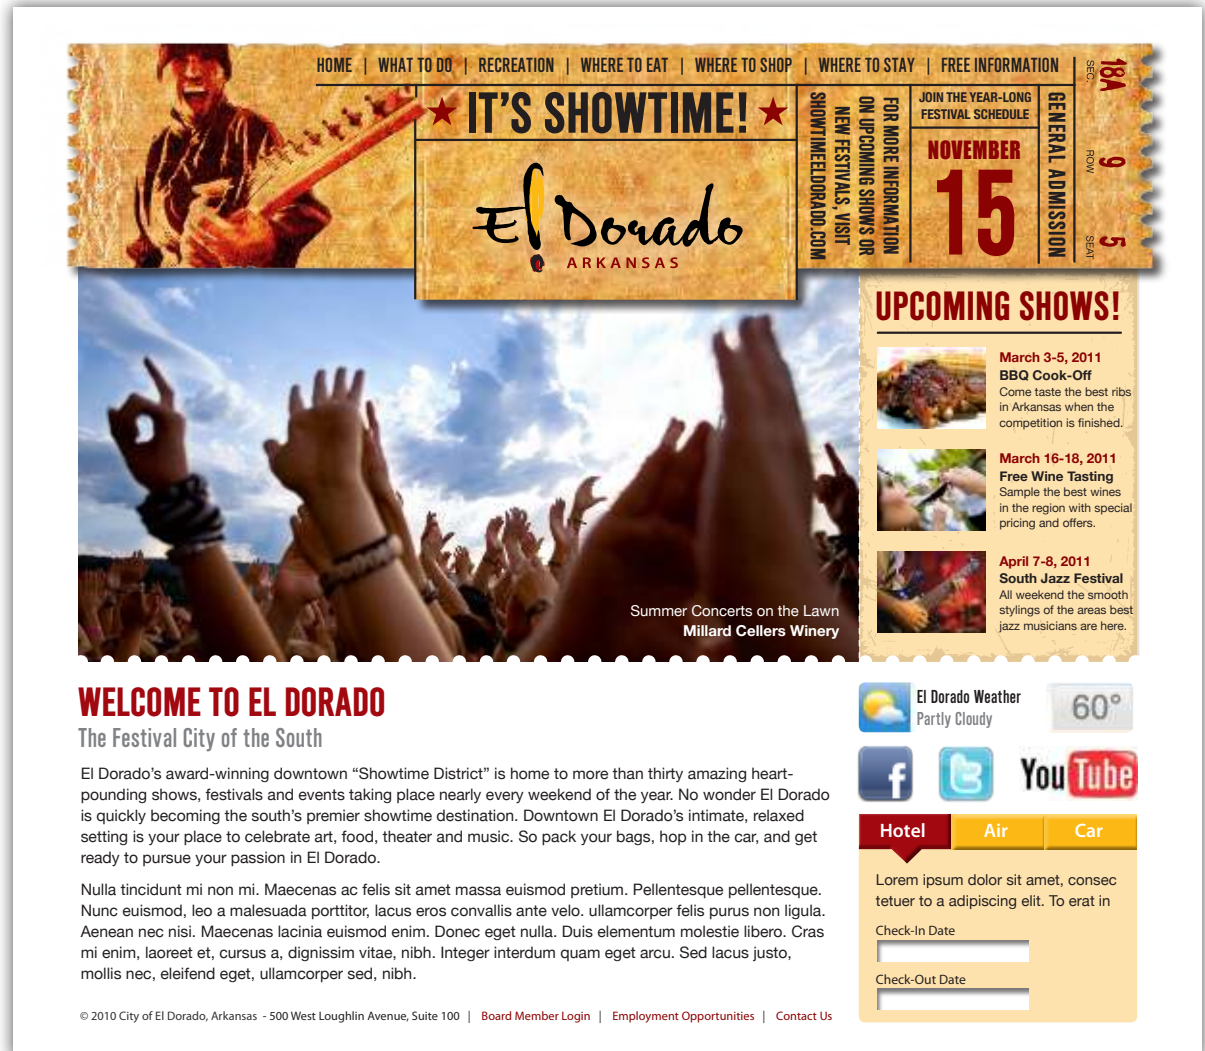 HOME | WHAT TO DO | RECREATION | WHERE TO EAT | WHERE TO SHOP | WHERE TO STAY | FREE INFORMATION
IT'S SHOWTIME!
El Dorado
ARKANSAS
FOR MORE INFORMATION
ON UPCOMING SHOWS OR
NEW FESTIVALS, VISIT
SHOWTIMEELDORADO.COM
JOIN THE YEAR-LONG
FESTIVAL SCHEDULE
NOVEMBER
15
GENERAL ADMISSION
18A
SEC.
9
ROW
5
SEAT
Summer Concerts on the Lawn
Millard Cellers Winery
UPCOMING SHOWS!
March 3-5, 2011
BBQ Cook-Off
Come taste the best ribs
in Arkansas when the
competition is finished.
March 16-18, 2011
Free Wine Tasting
Sample the best wines
in the region with special
pricing and offers.
April 7-8, 2011
South Jazz Festival
All weekend the smooth
stylings of the areas best
jazz musicians are here.
WELCOME TO EL DORADO
The Festival City of the South
El Dorado's award-winning downtown “Showtime District” is home to more than thirty amazing heart-
pounding shows, festivals and events taking place nearly every weekend of the year. No wonder El Dorado
is quickly becoming the south's premier showtime destination. Downtown El Dorado's intimate, relaxed
setting is your place to celebrate art, food, theater and music. So pack your bags, hop in the car, and get
ready to pursue your passion in El Dorado.
Nulla tincidunt mi non mi. Maecenas ac felis sit amet massa euismod pretium. Pellentesque pellentesque.
Nunc euismod, leo a malesuada porttitor, lacus eros convallis ante velo. ullamcorper felis purus non ligula.
Aenean nec nisi. Maecenas lacinia euismod enim. Donec eget nulla. Duis elementum molestie libero. Cras
mi enim, laoreet et, cursus a, dignissim vitae, nibh. Integer interdum quam eget arcu. Sed lacus justo,
mollis nec, eleifend eget, ullamcorper sed, nibh.
© 2010 City of El Dorado, Arkansas - 500 West Loughlin Avenue, Suite 100 | Board Member Login | Employment Opportunities | Contact Us
El Dorado Weather
Partly Cloudy
60°
f
t
You Tube
Hotel
Air
Car
Lorem ipsum dolor sit amet, consec
tetuer to a adipiscing elit. To erat in
Check-In Date
Check-Out Date